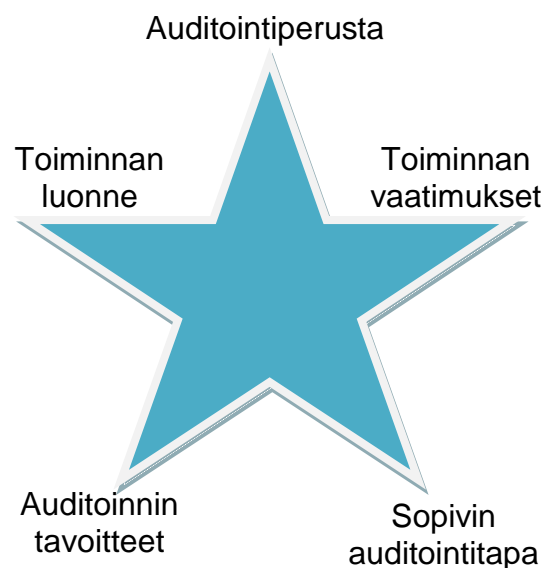 Auditointiperusta
Toiminnan
luonne
Toiminnan
vaatimukset
Auditoinnin
tavoitteet
Sopivin
auditointitapa